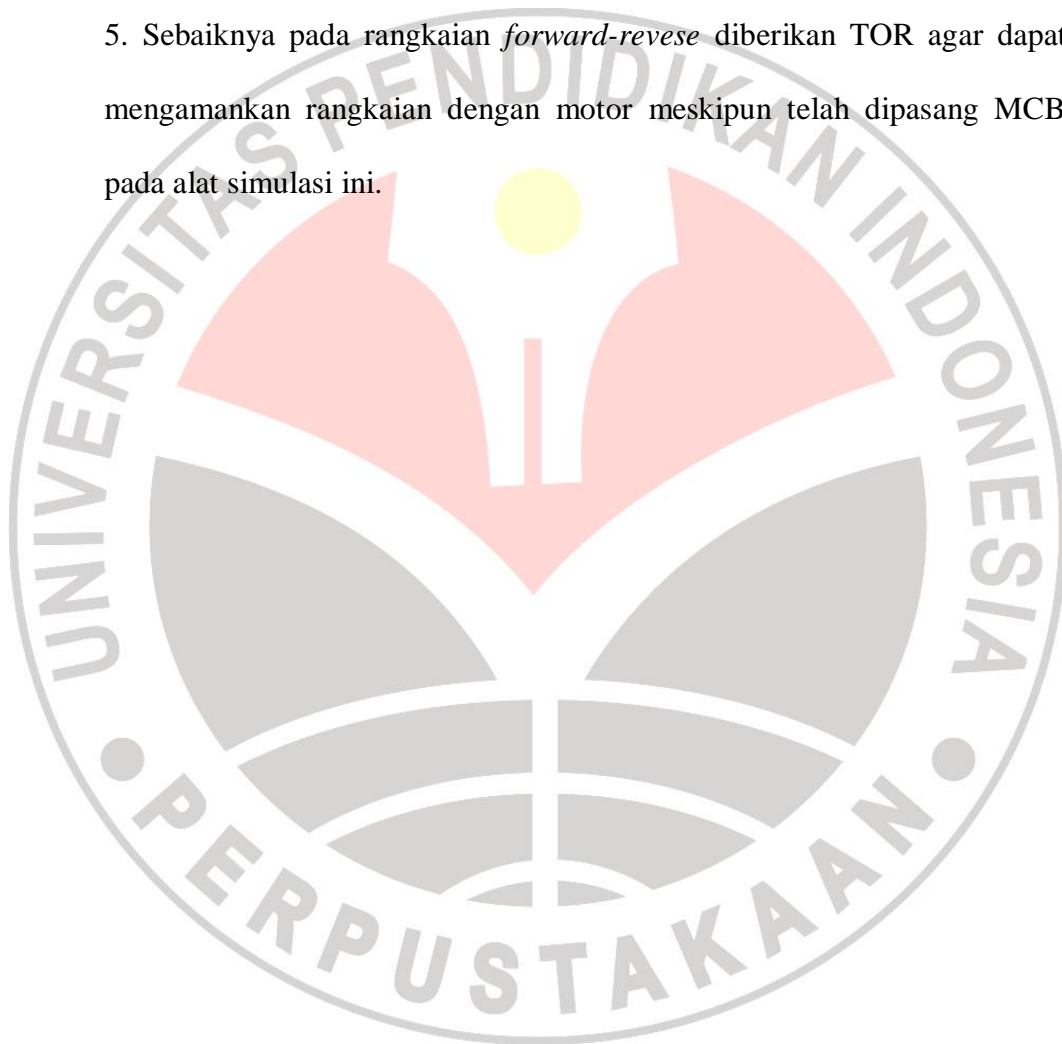 5. Sebaiknya pada rangkaian forward-revese diberikan TOR agar dapat
mengamankan rangkaian dengan motor meskipun telah dipasang MCB
pada alat simulasi ini.
UNIVERSITAS PENDIDIKAN INDONESIA
PERPUSTAKAAN